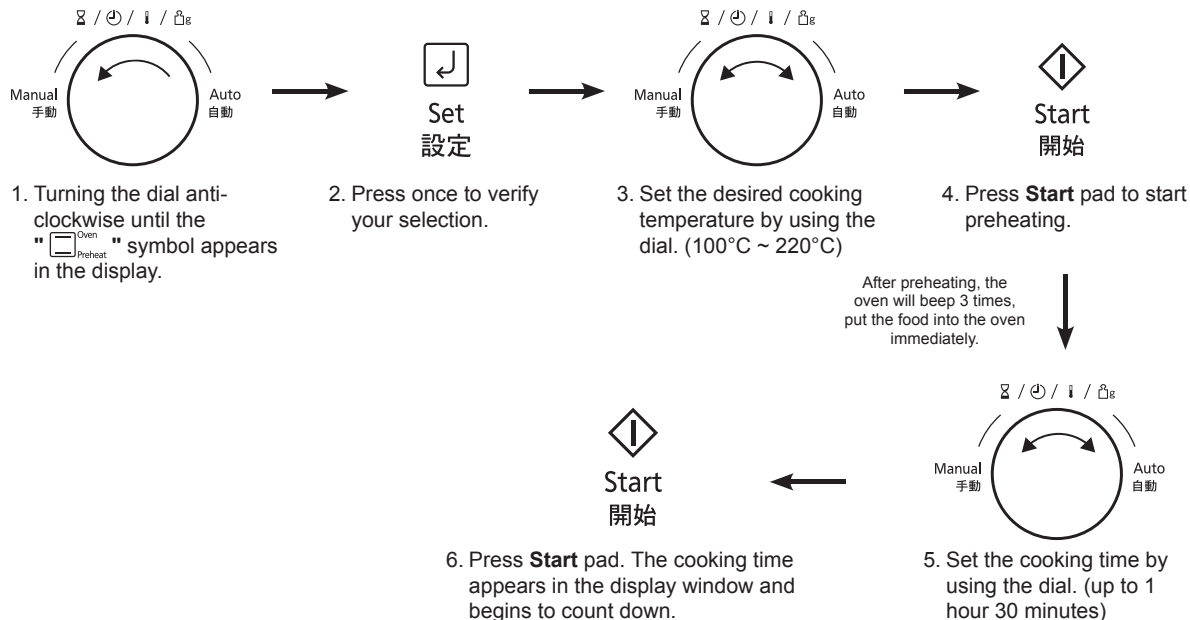 Manual
手動
Auto
自動
Set
設定
Manual
手動
Auto
自動
Start
開始
1. Turning the dial anti-
clockwise until the
" Oven
Preheat " symbol appears
in the display.
2. Press once to verify
your selection.
3. Set the desired cooking
temperature by using the
dial. (100°C ~ 220°C)
4. Press Start pad to start
preheating.
After preheating, the
oven will beep 3 times,
put the food into the oven
immediately.
Manual
手動
Auto
自動
5. Set the cooking time by
using the dial. (up to 1
hour 30 minutes)
Start
開始
6. Press Start pad. The cooking time
appears in the display window and
begins to count down.